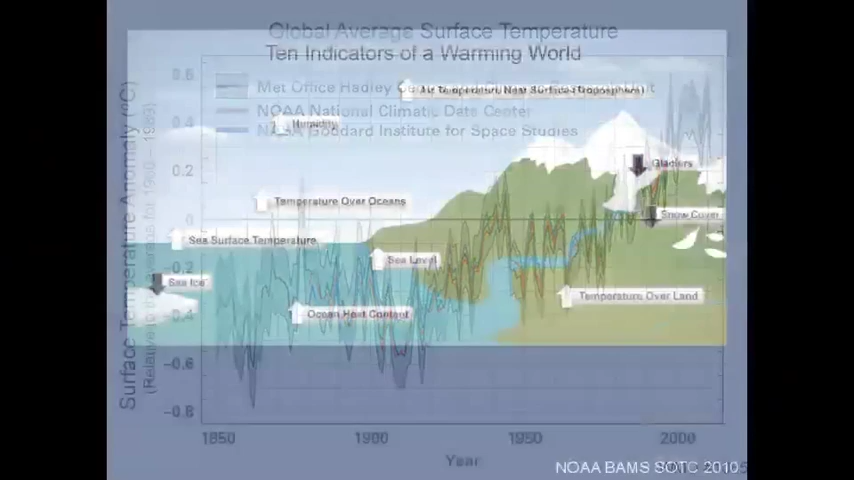 Global Average Surface Temperature
Ten Indicators of a Warming World
Met Office Hadley
Air Temperature Near Surface (Troposphere)
NOAA National Climatic Data Center
NASA Goddard Institute for Space Studies
Humidity
Glaciers
Temperature Over Oceans
Snow Cover
Sea Surface Temperature
Sea Level
Sea Ice
Temperature Over Land
Ocean Heat Content
Surface Temperature Anomaly (°C)
0.6
0.4
0.2
0
-0.2
-0.6
-0.8
1850
1900
1950
2000
Year
NOAA BAMS SOTC 2010